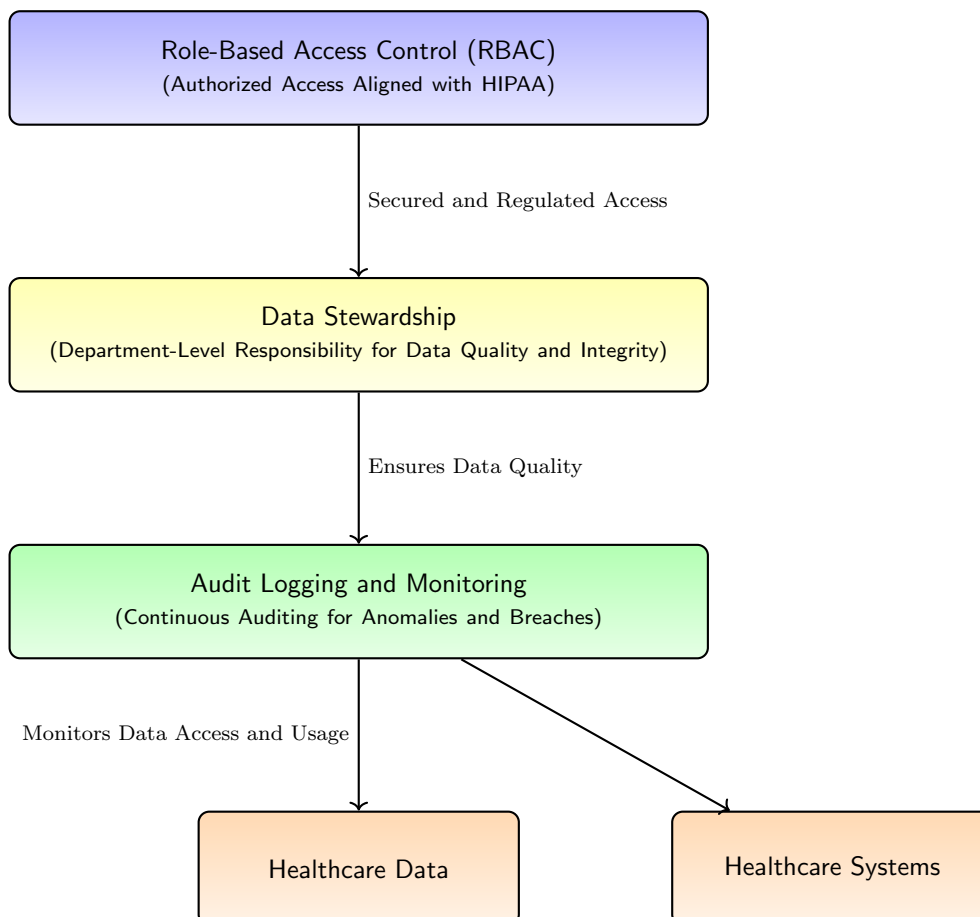 Role-Based Access Control (RBAC)
(Authorized Access Aligned with HIPAA)
Secured and Regulated Access
Data Stewardship
(Department-Level Responsibility for Data Quality and Integrity)
Ensures Data Quality
Audit Logging and Monitoring
(Continuous Auditing for Anomalies and Breaches)
Monitors Data Access and Usage
Healthcare Data
Healthcare Systems